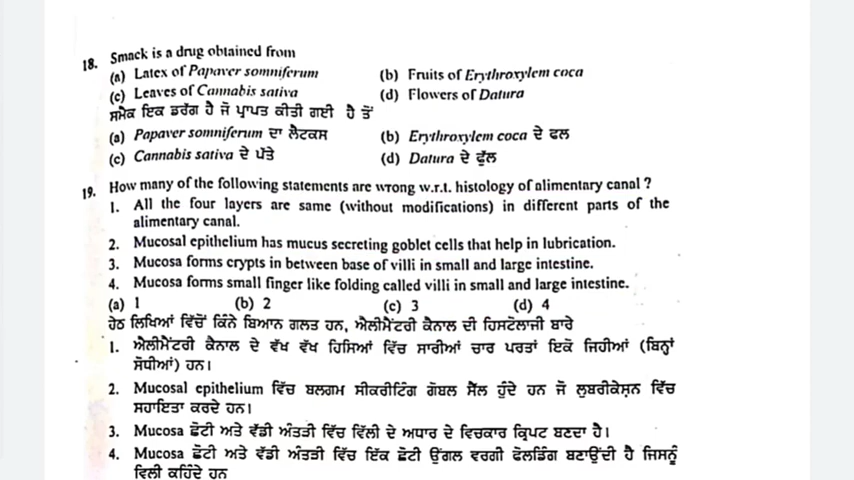 18. Smack is a drug obtained from
(a) Latex of Papaver somniferum (b) Fruits of Erythroxylem coca
(c) Leaves of Cannabis sativa (d) Flowers of Datura
ਸਮੈਕ ਇਕ ਡਰੱਗ ਹੈ ਜੋ ਪ੍ਰਾਪਤ ਕੀਤੀ ਗਈ ਹੈ ਤੋਂ
(a) Papaver somniferum ਦਾ ਲੈਟਕਸ (b) Erythroxylem coca ਦੇ ਫਲ
(c) Cannabis sativa ਦੇ ਪੱਤੇ (d) Datura ਦੇ ਫੁੱਲ
19. How many of the following statements are wrong w.r.t. histology of alimentary canal ?
1. All the four layers are same (without modifications) in different parts of the
alimentary canal.
2. Mucosal epithelium has mucus secreting goblet cells that help in lubrication.
3. Mucosa forms crypts in between base of villi in small and large intestine.
4. Mucosa forms small finger like folding called villi in small and large intestine.
(a) 1 (b) 2 (c) 3 (d) 4
ਹੇਠ ਲਿਖਿਆਂ ਵਿੱਚੋਂ ਕਿੰਨੇ ਬਿਆਨ ਗਲਤ ਹਨ, ਐਲੀਮੈਂਟਰੀ ਕੈਨਾਲ ਦੀ ਹਿਸਟੋਲਾਜੀ ਬਾਰੇ
1. ਐਲੀਮੈਂਟਰੀ ਕੈਨਾਲ ਦੇ ਵੱਖ ਵੱਖ ਹਿਸਿਆਂ ਵਿੱਚ ਸਾਰੀਆਂ ਚਾਰ ਪਰਤਾਂ ਇਕੋ ਜਿਹੀਆਂ (ਬਿਨ੍ਹਾਂ
ਸੋਧੀਆਂ) ਹਨ।
2. Mucosal epithelium ਵਿੱਚ ਬਲਗਮ ਸੀਕਰੀਟਿੰਗ ਗੋਬਲ ਸੈੱਲ ਹੁੰਦੇ ਹਨ ਜੋ ਲੁਬਰੀਕੇਸ਼ਨ ਵਿੱਚ
ਸਹਾਇਤਾ ਕਰਦੇ ਹਨ।
3. Mucosa ਛੋਟੀ ਅਤੇ ਵੱਡੀ ਅੰਤੜੀ ਵਿੱਚ ਵਿੱਲੀ ਦੇ ਅਧਾਰ ਦੇ ਵਿਚਕਾਰ ਕ੍ਰਿਪਟ ਬਣਦਾ ਹੈ।
4. Mucosa ਛੋਟੀ ਅਤੇ ਵੱਡੀ ਅੰਤੜੀ ਵਿੱਚ ਇੱਕ ਛੋਟੀ ਉਂਗਲ ਵਰਗੀ ਫੋਲਡਿੰਗ ਬਣਾਉਂਦੀ ਹੈ ਜਿਸਨੂੰ
ਵਿਲੀ ਕਹਿੰਦੇ ਹਨ